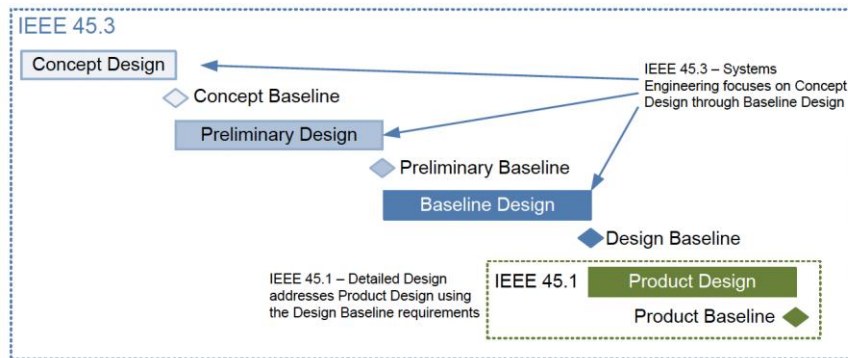 IEEE 45.3
Concept Design
IEEE 45.3 – Systems
Engineering focuses on Concept
Design through Baseline Design
Concept Baseline
Preliminary Design
Preliminary Baseline
Baseline Design
Design Baseline
IEEE 45.1 – Detailed Design
addresses Product Design using
the Design Baseline requirements
IEEE 45.1
Product Design
Product Baseline